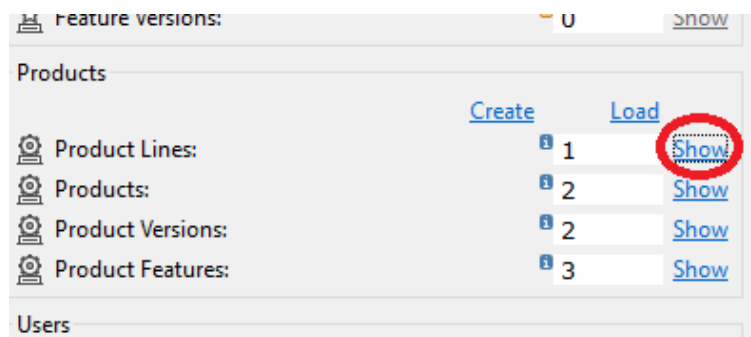 Feature Versions: 0 Show
Products
Create Load
Product Lines: 1 Show
Products: 2 Show
Product Versions: 2 Show
Product Features: 3 Show
Users